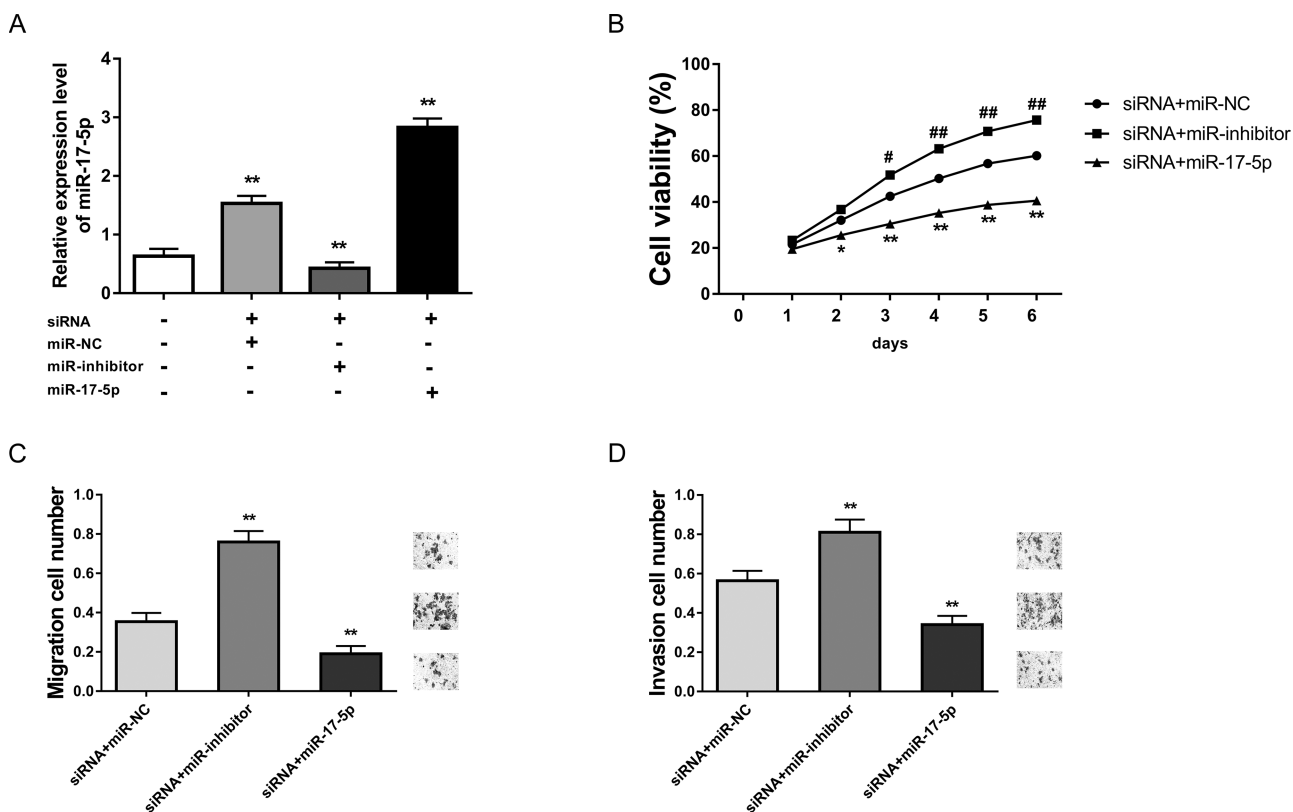 A
Relative expression level
of miR-17-5p
4
3
2
1
0
**
**
**
siRNA - + + +
miR-NC - + - -
miR-inhibitor - - + -
miR-17-5p - - - +
B
Cell viability (%)
100
80
60
40
20
0
# ## ## ##
* ** ** ** **
0 1 2 3 4 5 6
days
siRNA+miR-NC
siRNA+miR-inhibitor
siRNA+miR-17-5p
C
Migration cell number
1.0
0.8
0.6
0.4
0.2
0.0
**
**
siRNA+miR-NC
siRNA+miR-inhibitor
siRNA+miR-17-5p
D
Invasion cell number
1.0
0.8
0.6
0.4
0.2
0.0
**
**
siRNA+miR-NC
siRNA+miR-inhibitor
siRNA+miR-17-5p